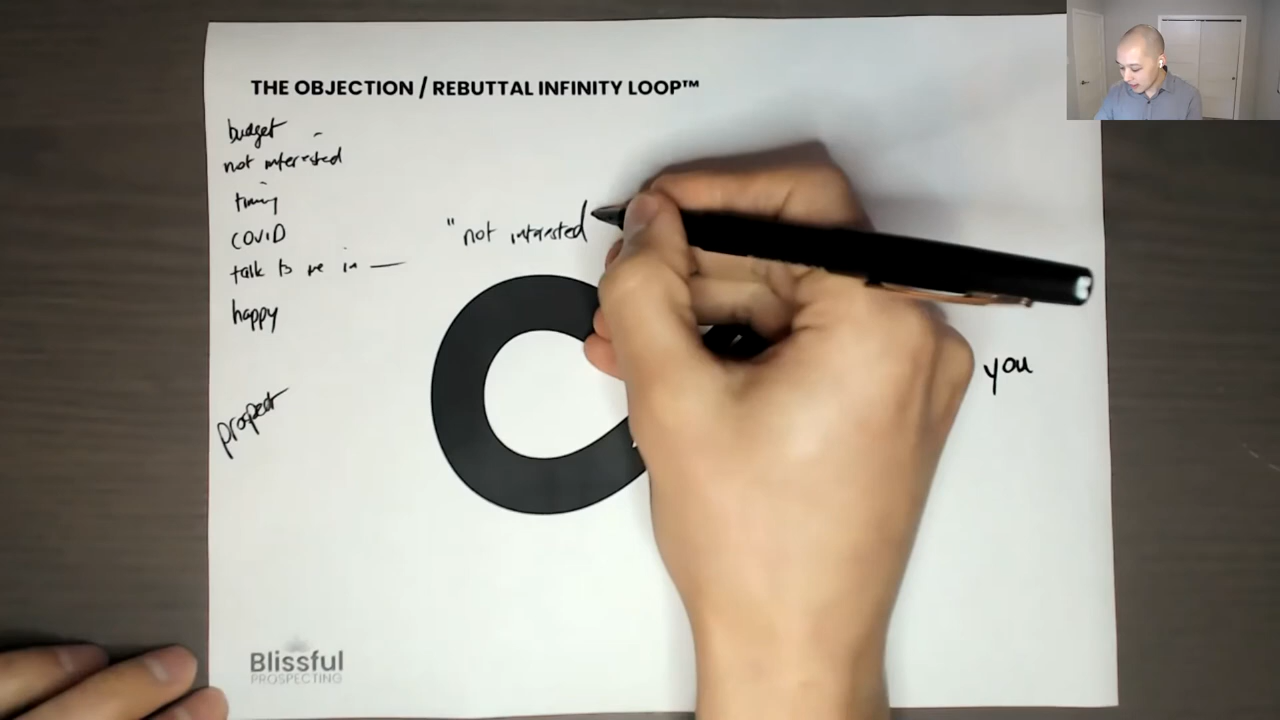 THE OBJECTION / REBUTTAL INFINITY LOOP™
budget
not interested
timing
COVID
talk to me in —
happy
"not interested
you
prospect
Blissful
PROSPECTING